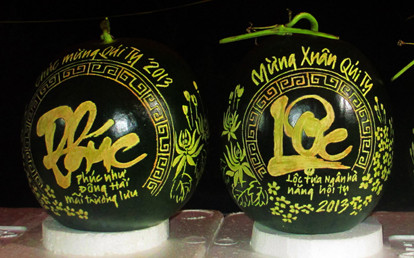 Chúc mừng Quí Tỵ 2013
Phúc
Phúc như
Đông Hải
mãi trường lưu
Mừng Xuân Quí Tỵ
Lộc
Lộc tựa Ngân hà
năng hội tụ
2013